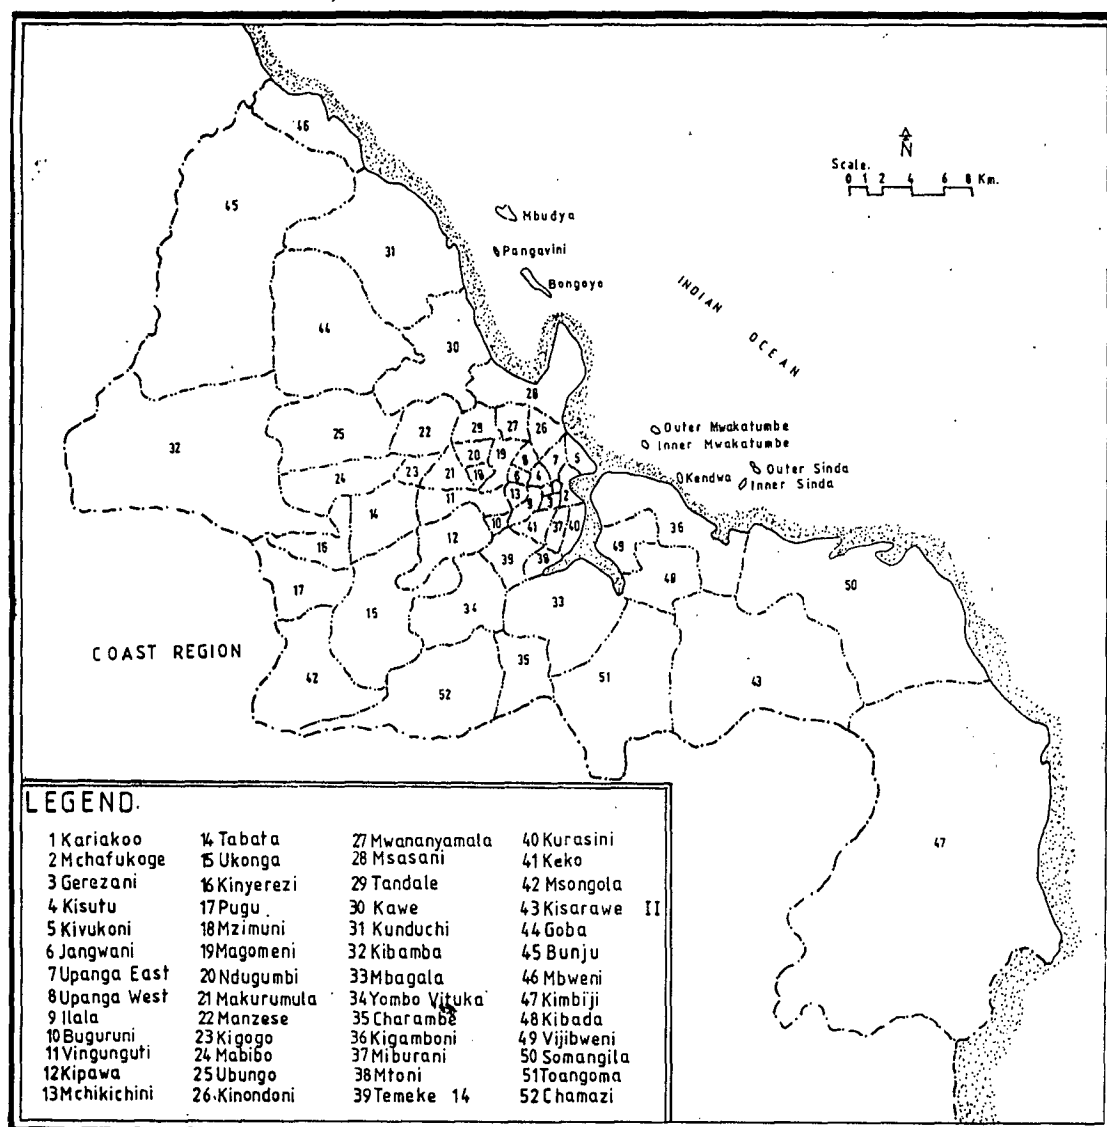 46
N
Scale.
0 1 2 4 6 8 Km.
45
Mbudya
31
Pangavini
Bongoyo
INDIAN OCEAN
44
30
28
32
25
22
29
27
26
Outer Mwakatumbe
Inner Mwakatumbe
24
23
21
20
19
18
8
7
5
Outer Sinda
Kendwa
Inner Sinda
6
4
14
11
13
9
3
2
16
12
10
41
37
40
36
49
39
38
48
50
17
15
34
33
COAST REGION
42
52
35
51
43
47
LEGEND.
1 Kariakoo
2 Mchafukoge
3 Gerezani
4 Kisutu
5 Kivukoni
6 Jangwani
7 Upanga East
8 Upanga West
9 Ilala
10 Buguruni
11 Vingunguti
12 Kipawa
13 Mchikichini
14 Tabata
15 Ukonga
16 Kinyerezi
17 Pugu
18 Mzimuni
19 Magomeni
20 Ndugumbi
21 Makurumula
22 Manzese
23 Kigogo
24 Mabibo
25 Ubungo
26 Kinondoni
27 Mwananyamala
28 Msasani
29 Tandale
30 Kawe
31 Kunduchi
32 Kibamba
33 Mbagala
34 Yombo Vituka
35 Charambe
36 Kigamboni
37 Miburani
38 Mtoni
39 Temeke 14
40 Kurasini
41 Keko
42 Msongola
43 Kisarawe II
44 Goba
45 Bunju
46 Mbweni
47 Kimbiji
48 Kibada
49 Vijibweni
50 Somangila
51 Toangoma
52 Chamazi